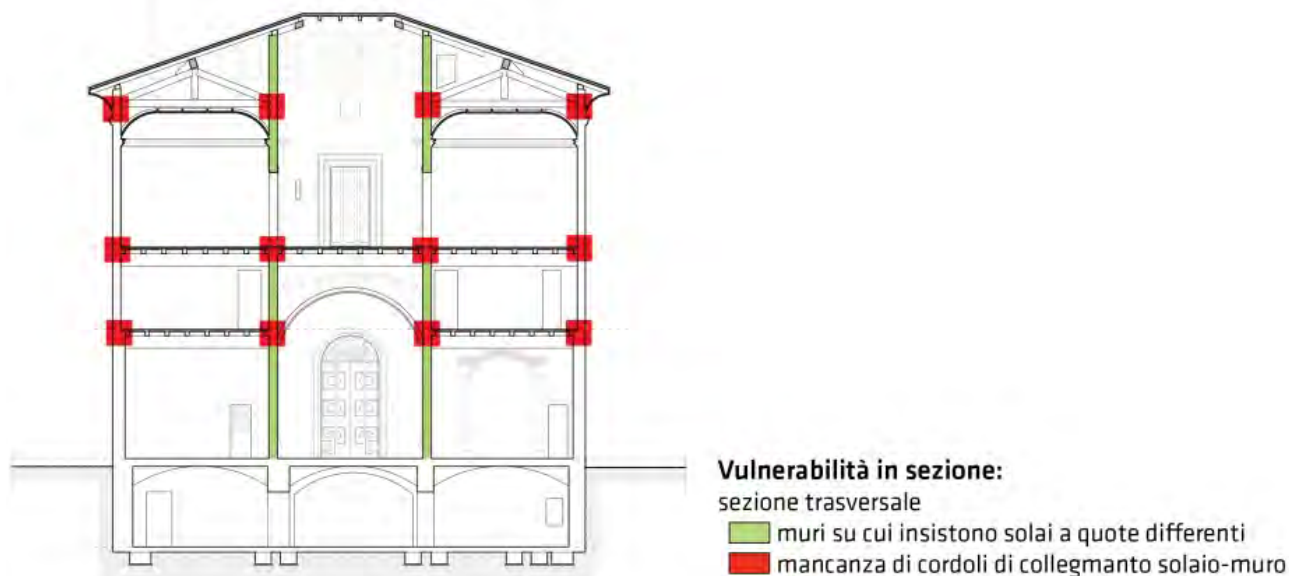 Vulnerabilità in sezione:
sezione trasversale
muri su cui insistono solai a quote differenti
mancanza di cordoli di collegmanto solaio-muro